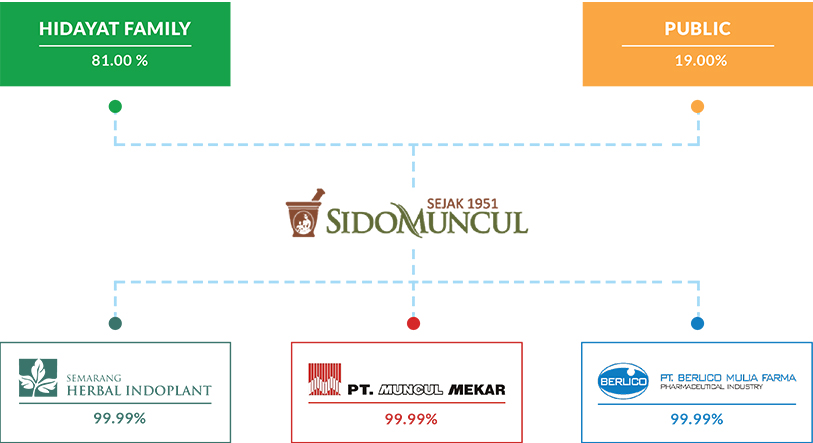 HIDAYAT FAMILY
81.00 %
PUBLIC
19.00%
SEJAK 1951
SIDOMUNCUL
SEMARANG
HERBAL INDOPLANT
99.99%
PT. MUNCUL MEKAR
99.99%
BERLICO
PT. BERLICO MULIA FARMA
PHARMACEUTICAL INDUSTRY
99.99%